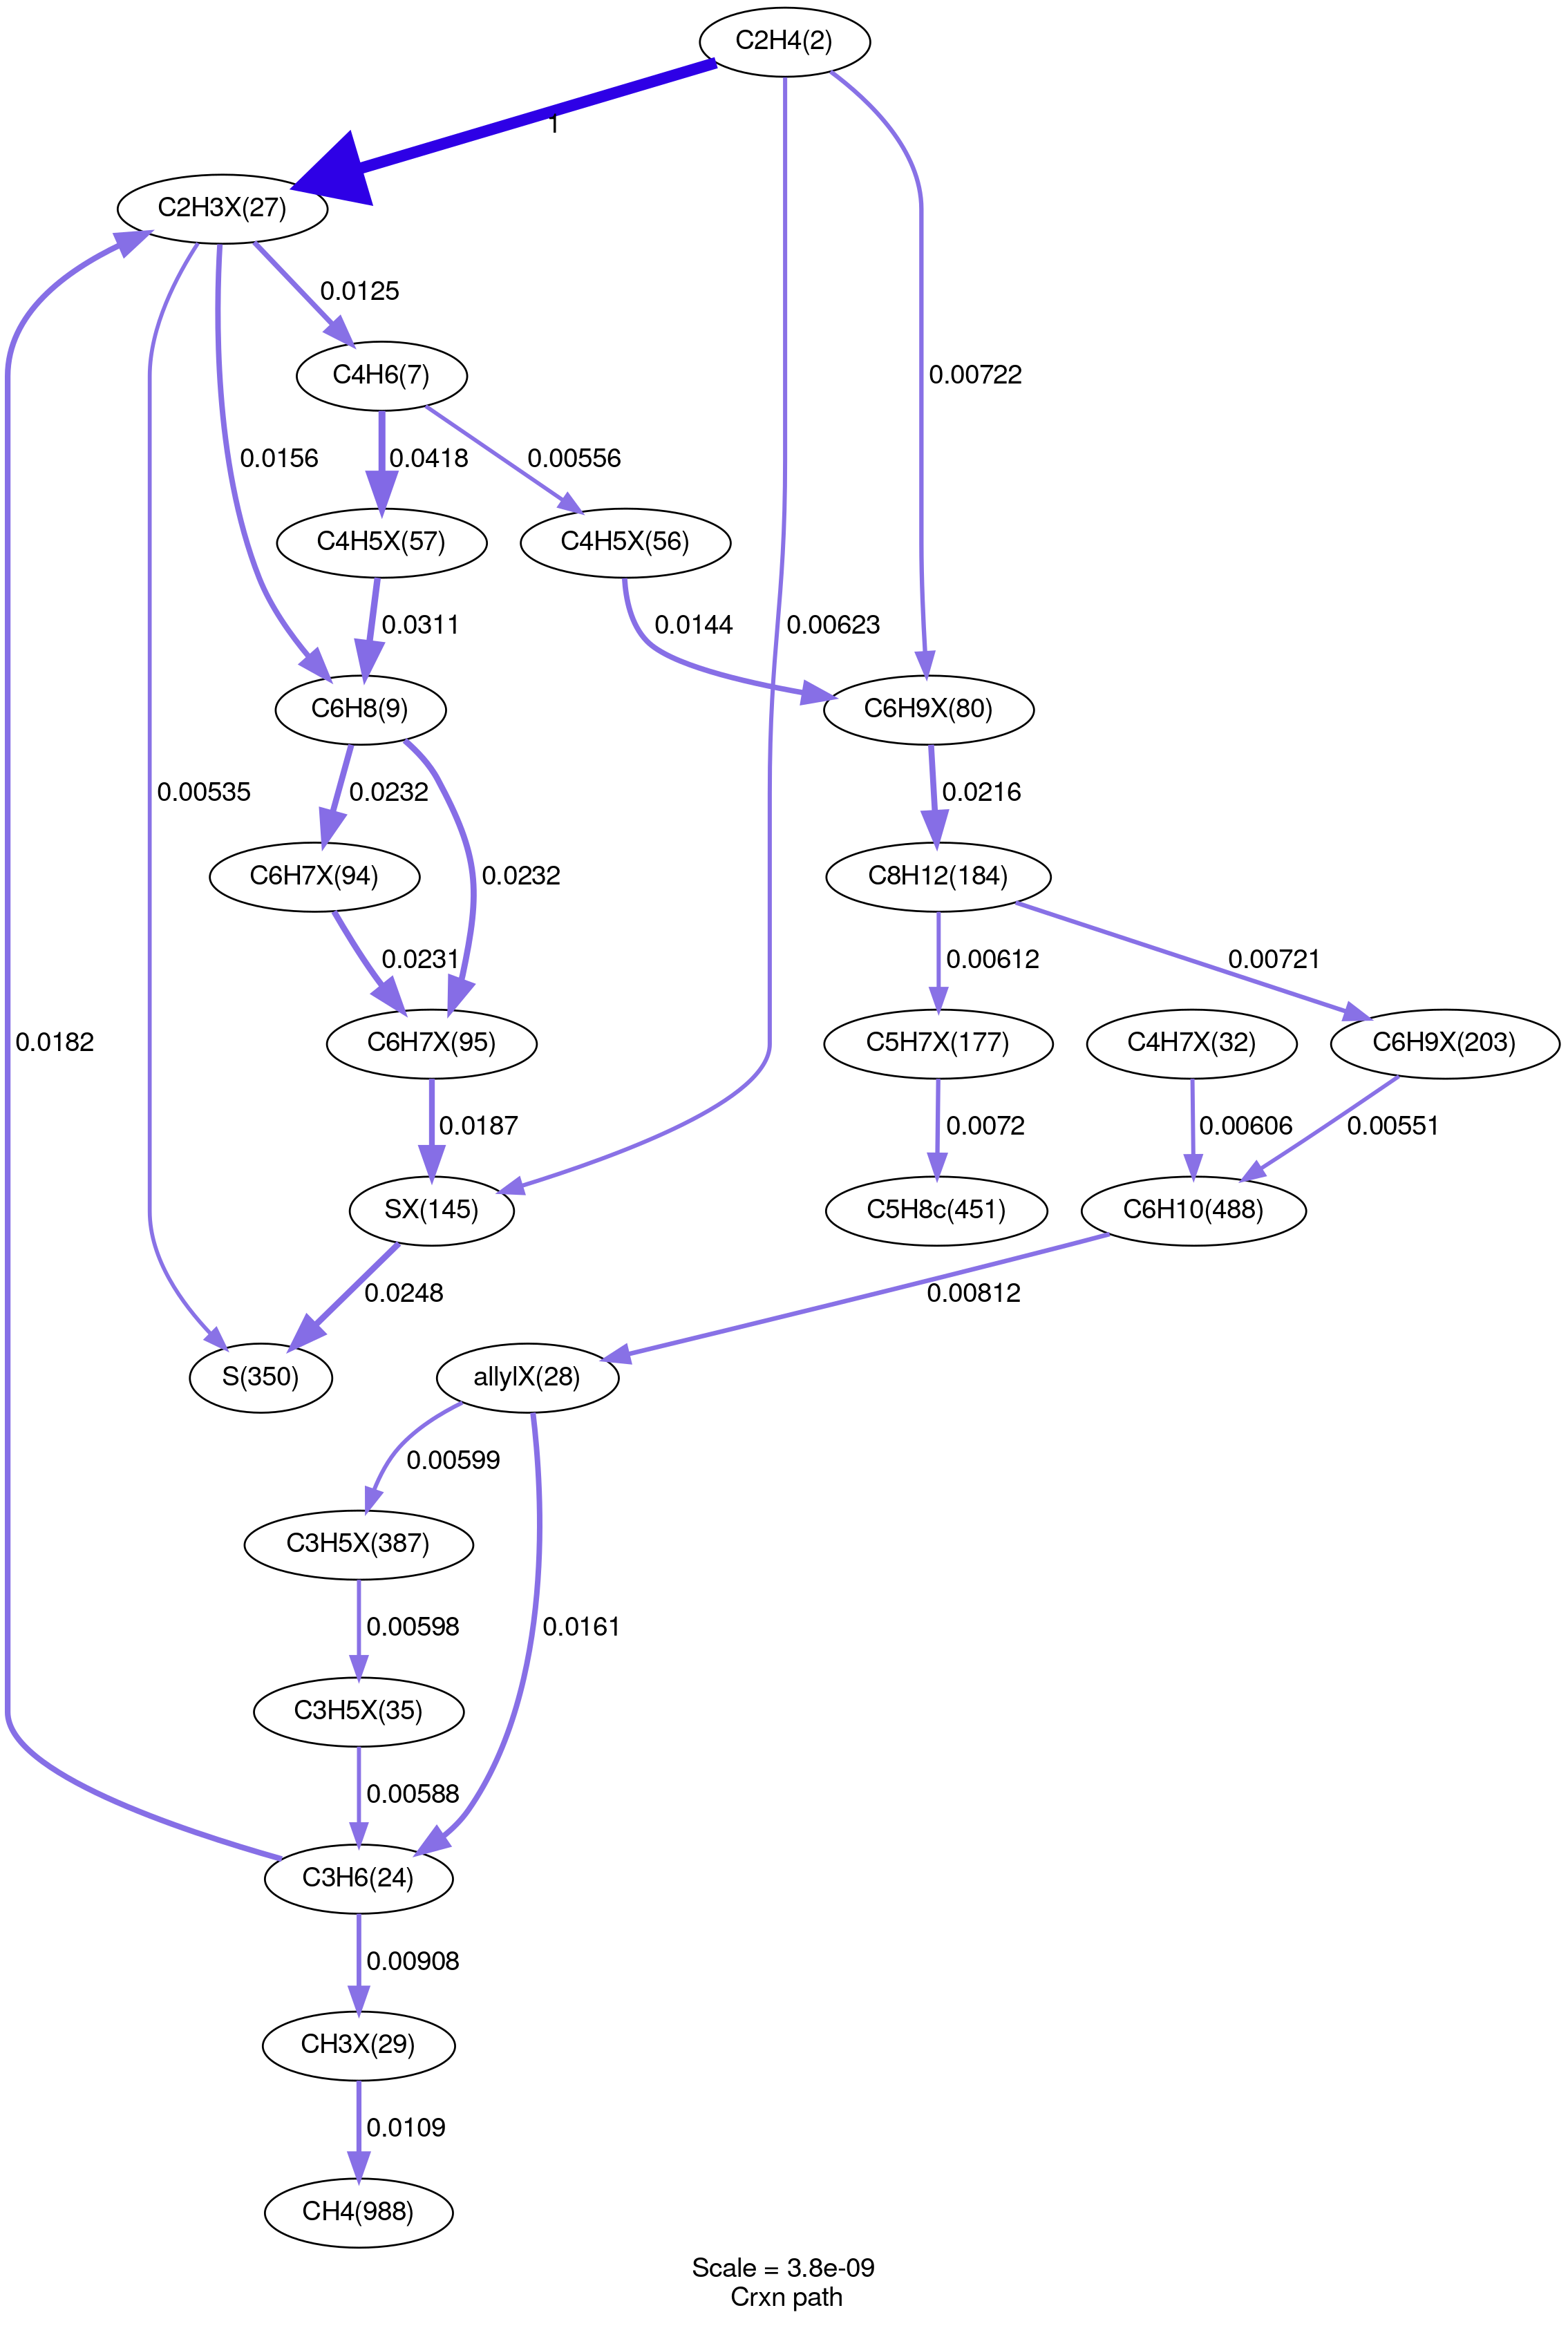 C2H4(2)
1
C2H3X(27)
0.0125
C4H6(7)
0.00722
0.0156
0.0418
0.00556
C4H5X(57)
C4H5X(56)
0.0311
0.0144
0.00623
C6H8(9)
C6H9X(80)
0.00535
0.0232
0.0216
C6H7X(94)
0.0232
C8H12(184)
0.0182
0.0231
0.00612
0.00721
C6H7X(95)
C5H7X(177)
C4H7X(32)
C6H9X(203)
0.0187
0.0072
0.00606
0.00551
SX(145)
C5H8c(451)
C6H10(488)
0.0248
0.00812
S(350)
allylX(28)
0.00599
C3H5X(387)
0.00598
0.0161
C3H5X(35)
0.00588
C3H6(24)
0.00908
CH3X(29)
0.0109
CH4(988)
Scale = 3.8e-09
Crxn path